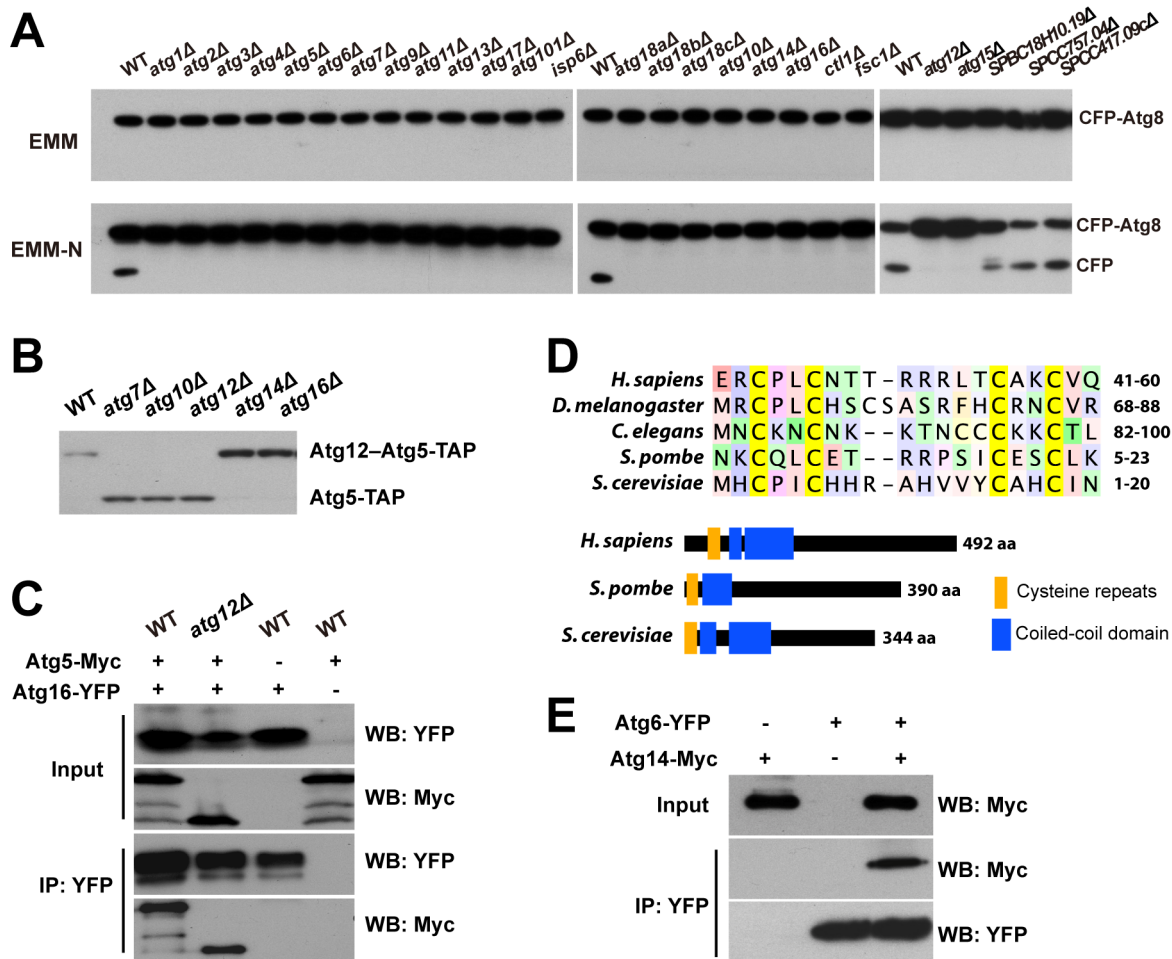 A
WT atg1Δ atg2Δ atg3Δ atg4Δ atg5Δ atg6Δ atg7Δ atg9Δ atg11Δ atg13Δ atg17Δ atg101Δ isp6Δ WT atg18aΔ atg18bΔ atg18cΔ atg10Δ atg14Δ atg16Δ ctl1Δ fsc1Δ WT atg12Δ atg15Δ SPBC18H10.19Δ SPCC757.04Δ SPCC417.09cΔ
EMM
CFP-Atg8
EMM-N
CFP-Atg8
CFP
B
WT atg7Δ atg10Δ atg12Δ atg14Δ atg16Δ
Atg12–Atg5-TAP
Atg5-TAP
C
WT atg12Δ WT WT
Atg5-Myc + + - +
Atg16-YFP + + + -
Input
WB: YFP
WB: Myc
IP: YFP
WB: YFP
WB: Myc
D
H. sapiens E R C P L C N T T – R R R L T C A K C V Q 41-60
D. melanogaster M R C P L C H S C S A S R F H C R N C V R 68-88
C. elegans M N C K N C N K – – K T N C C C K K C T L 82-100
S. pombe N K C Q L C E T – – R R P S I C E S C L K 5-23
S. cerevisiae M H C P I C H H R – A H V V Y C A H C I N 1-20
H. sapiens 492 aa
S. pombe 390 aa
S. cerevisiae 344 aa
Cysteine repeats
Coiled-coil domain
E
Atg6-YFP - + +
Atg14-Myc + - +
Input
WB: Myc
IP: YFP
WB: Myc
WB: YFP